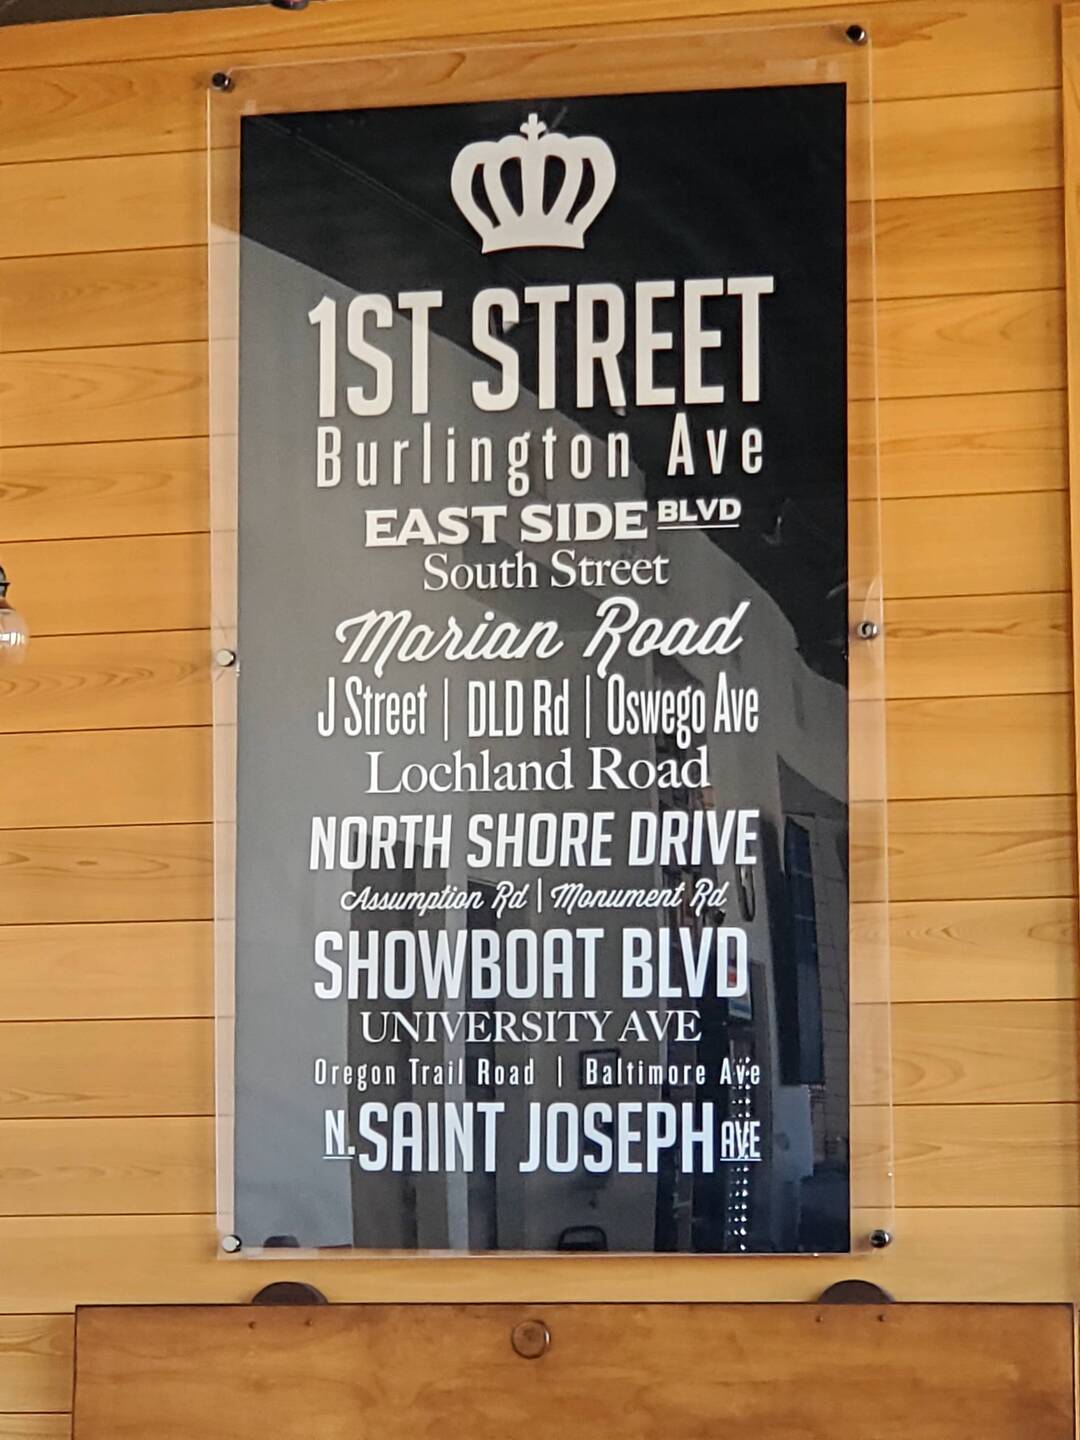 1ST STREET
Burlington Ave
EAST SIDE BLVD
South Street
Marian Road
J Street | DLD Rd | Oswego Ave
Lochland Road
NORTH SHORE DRIVE
Assumption Rd | Monument Rd
SHOWBOAT BLVD
UNIVERSITY AVE
Oregon Trail Road | Baltimore Ave
N. SAINT JOSEPH AVE